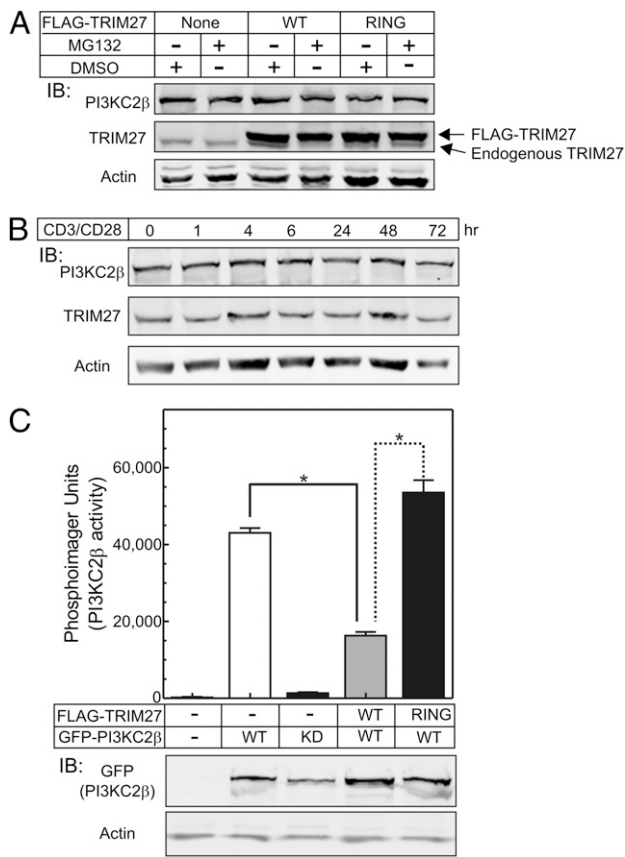 A
FLAG-TRIM27 None WT RING
MG132 - + - + - +
DMSO + - + - + -
IB:
PI3KC2β
TRIM27
FLAG-TRIM27
Endogenous TRIM27
Actin
B
CD3/CD28 0 1 4 6 24 48 72 hr
IB:
PI3KC2β
TRIM27
Actin
C
Phosphoimager Units
(PI3KC2β activity)
60,000
40,000
20,000
0
* *
FLAG-TRIM27 - - - WT RING
GFP-PI3KC2β - WT KD WT WT
IB:
GFP
(PI3KC2β)
Actin